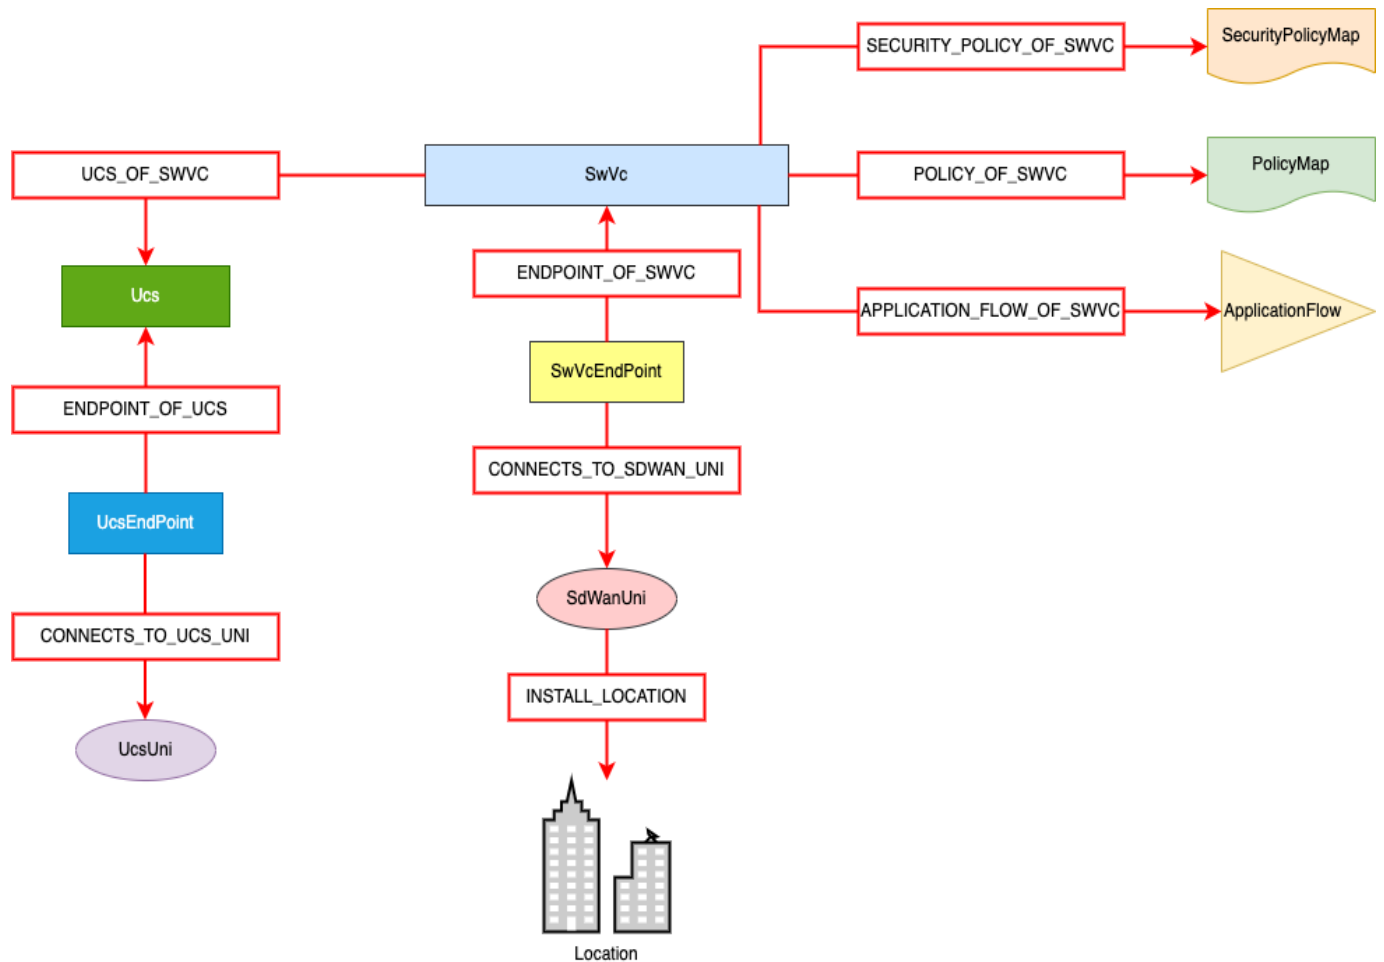 SECURITY_POLICY_OF_SWVC
SecurityPolicyMap
UCS_OF_SWVC
SwVc
POLICY_OF_SWVC
PolicyMap
ENDPOINT_OF_SWVC
Ucs
APPLICATION_FLOW_OF_SWVC
ApplicationFlow
SwVcEndPoint
ENDPOINT_OF_UCS
CONNECTS_TO_SDWAN_UNI
UcsEndPoint
SdWanUni
CONNECTS_TO_UCS_UNI
INSTALL_LOCATION
UcsUni
Location